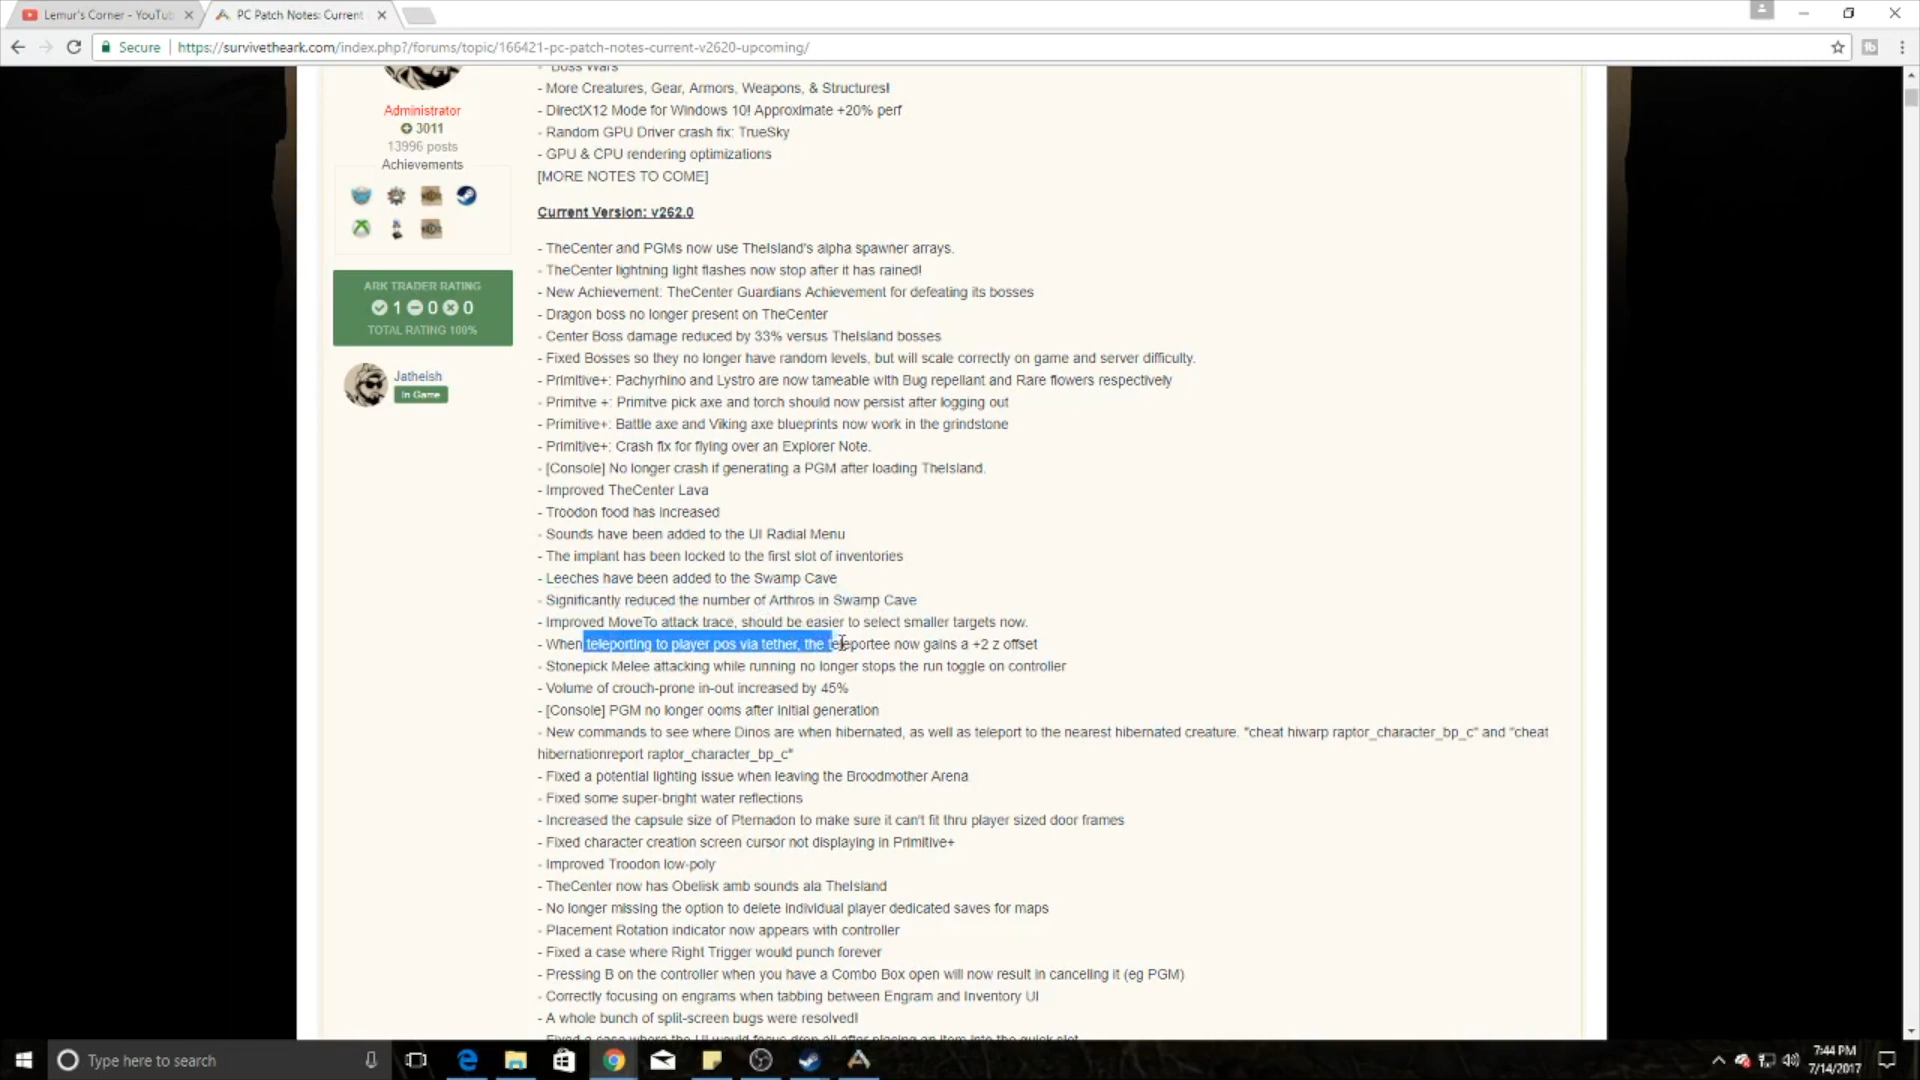 Lemur's Corner - YouTub
PC Patch Notes: Current
Secure
https://survivetheark.com/index.php?/forums/topic/166421-pc-patch-notes-current-v2620-upcoming/
Administrator
3011
13996 posts
Achievements
ARK TRADER RATING
1 0 0
TOTAL RATING 100%
Jatheish
In Game
- Boss Wars
- More Creatures, Gear, Armors, Weapons, & Structures!
- DirectX12 Mode for Windows 10! Approximate +20% perf
- Random GPU Driver crash fix: TrueSky
- GPU & CPU rendering optimizations
[MORE NOTES TO COME]
Current Version: v262.0
- TheCenter and PGMs now use TheIsland's alpha spawner arrays.
- TheCenter lightning light flashes now stop after it has rained!
- New Achievement: TheCenter Guardians Achievement for defeating its bosses
- Dragon boss no longer present on TheCenter
- Center Boss damage reduced by 33% versus TheIsland bosses
- Fixed Bosses so they no longer have random levels, but will scale correctly on game and server difficulty.
- Primitive+: Pachyrhino and Lystro are now tameable with Bug repellant and Rare flowers respectively
- Primitve +: Primitve pick axe and torch should now persist after logging out
- Primitive+: Battle axe and Viking axe blueprints now work in the grindstone
- Primitive+: Crash fix for flying over an Explorer Note.
- [Console] No longer crash if generating a PGM after loading TheIsland.
- Improved TheCenter Lava
- Troodon food has increased
- Sounds have been added to the UI Radial Menu
- The implant has been locked to the first slot of inventories
- Leeches have been added to the Swamp Cave
- Significantly reduced the number of Arthros in Swamp Cave
- Improved MoveTo attack trace, should be easier to select smaller targets now.
- When teleporting to player pos via tether, the teleportee now gains a +2 z offset
- Stonepick Melee attacking while running no longer stops the run toggle on controller
- Volume of crouch-prone in-out increased by 45%
- [Console] PGM no longer ooms after initial generation
- New commands to see where Dinos are when hibernated, as well as teleport to the nearest hibernated creature. "cheat hiwarp raptor_character_bp_c" and "cheat
hibernationreport raptor_character_bp_c"
- Fixed a potential lighting issue when leaving the Broodmother Arena
- Fixed some super-bright water reflections
- Increased the capsule size of Pternadon to make sure it can't fit thru player sized door frames
- Fixed character creation screen cursor not displaying in Primitive+
- Improved Troodon low-poly
- TheCenter now has Obelisk amb sounds ala TheIsland
- No longer missing the option to delete individual player dedicated saves for maps
- Placement Rotation indicator now appears with controller
- Fixed a case where Right Trigger would punch forever
- Pressing B on the controller when you have a Combo Box open will now result in canceling it (eg PGM)
- Correctly focusing on engrams when tabbing between Engram and Inventory UI
- A whole bunch of split-screen bugs were resolved!
- Fixed a case where the UI would focus drop all after placing an item into the quick slot
Type here to search
7:44 PM
7/14/2017